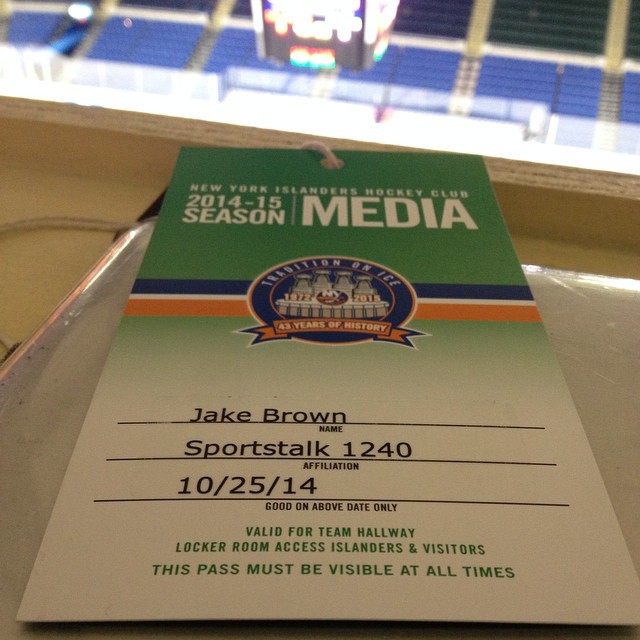 NEW YORK ISLANDERS HOCKEY CLUB
2014-15 SEASON | MEDIA
TRADITION ON ICE
1972 NY 2015
43 YEARS OF HISTORY
Jake Brown
NAME
Sportstalk 1240
AFFILIATION
10/25/14
GOOD ON ABOVE DATE ONLY
VALID FOR TEAM HALLWAY
LOCKER ROOM ACCESS ISLANDERS & VISITORS
THIS PASS MUST BE VISIBLE AT ALL TIMES